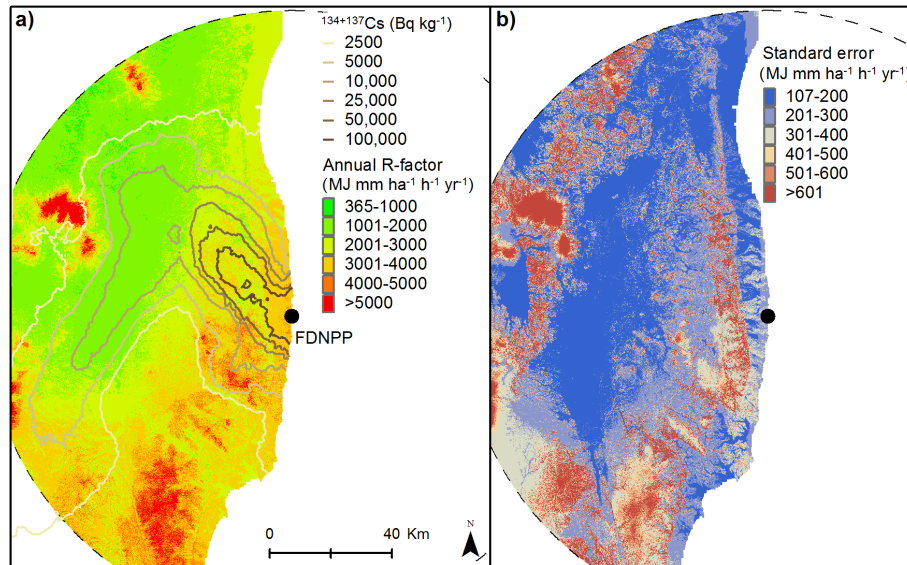 a)
¹³⁴⁺¹³⁷Cs (Bq kg⁻¹)
2500
5000
10,000
25,000
50,000
100,000
Annual R-factor
(MJ mm ha⁻¹ h⁻¹ yr⁻¹)
365-1000
1001-2000
2001-3000
3001-4000
4000-5000
>5000
FDNPP
0 40 Km
N
b)
Standard error
(MJ mm ha⁻¹ h⁻¹ yr⁻¹)
107-200
201-300
301-400
401-500
501-600
>601